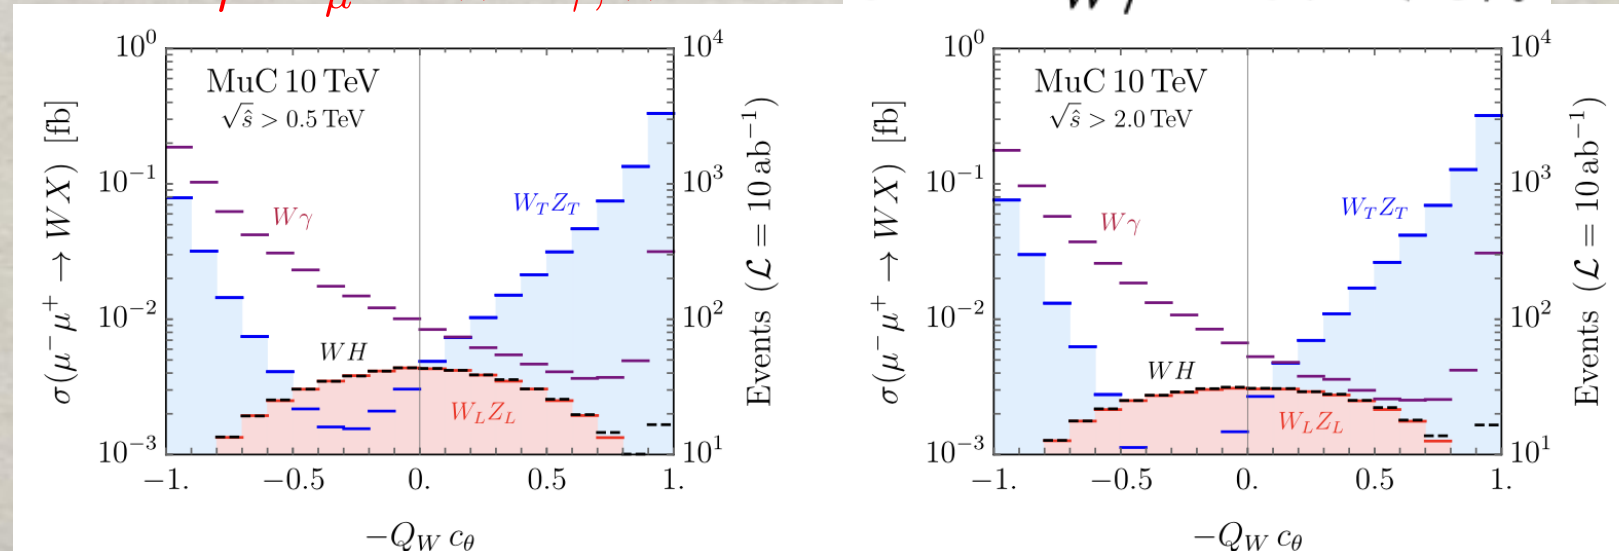 10^0
10^-1
10^-2
10^-3
σ(μ^-μ^+ → WX) [fb]
MuC 10 TeV
√ŝ > 0.5 TeV
Wγ
W_T Z_T
WH
W_L Z_L
10^4
10^3
10^2
10^1
Events (𝓛 = 10 ab^-1)
−1. −0.5 0. 0.5 1.
−Q_W c_θ
10^0
10^-1
10^-2
10^-3
σ(μ^-μ^+ → WX) [fb]
MuC 10 TeV
√ŝ > 2.0 TeV
Wγ
W_T Z_T
WH
W_L Z_L
10^4
10^3
10^2
10^1
Events (𝓛 = 10 ab^-1)
−1. −0.5 0. 0.5 1.
−Q_W c_θ